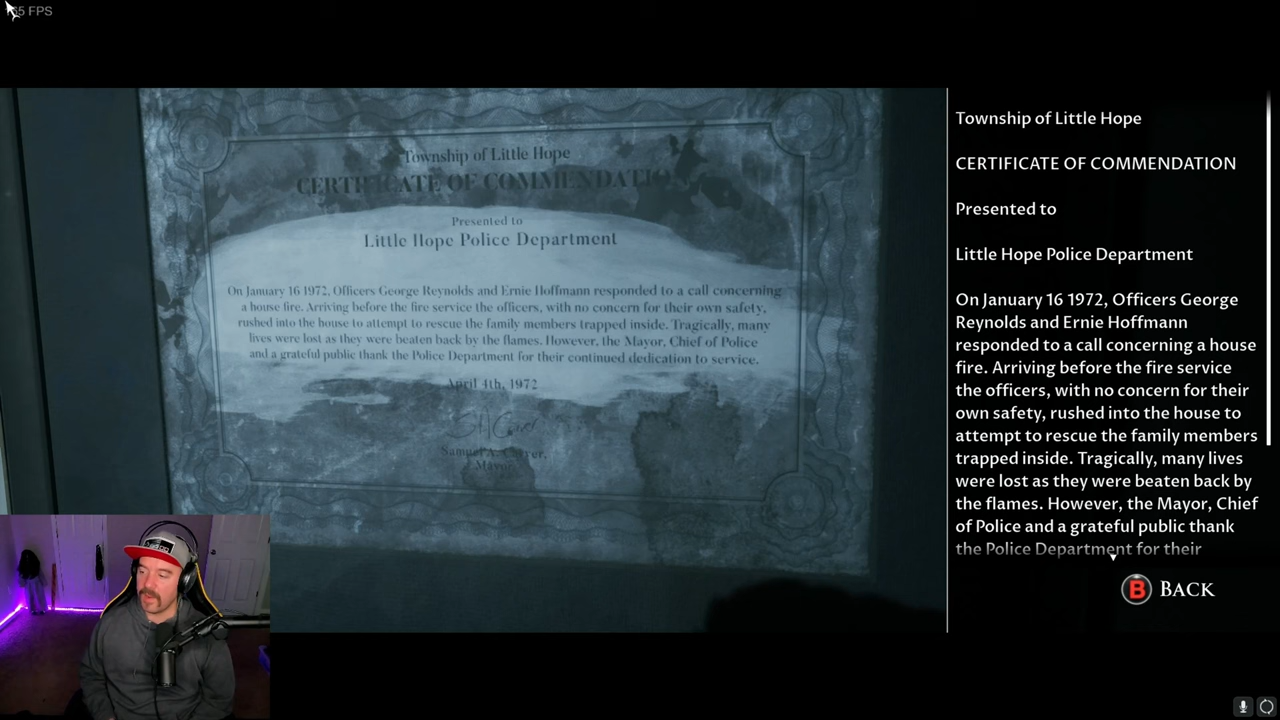 FPS
Township of Little Hope
CERTIFICATE OF COMMENDATIO
Presented to
Little Hope Police Department
On January 16 1972, Officers George Reynolds and Ernie Hoffmann responded to a call concerning
a house fire. Arriving before the fire service the officers, with no concern for their own safety,
rushed into the house to attempt to rescue the family members trapped inside. Tragically, many
lives were lost as they were beaten back by the flames. However, the Mayor, Chief of Police
and a grateful public thank the Police Department for their continued dedication to service.
April 4th, 1972
Samuel A.
Mayor
Township of Little Hope
CERTIFICATE OF COMMENDATION
Presented to
Little Hope Police Department
On January 16 1972, Officers George
Reynolds and Ernie Hoffmann
responded to a call concerning a house
fire. Arriving before the fire service
the officers, with no concern for their
own safety, rushed into the house to
attempt to rescue the family members
trapped inside. Tragically, many lives
were lost as they were beaten back by
the flames. However, the Mayor, Chief
of Police and a grateful public thank
the Police Department for their
B BACK